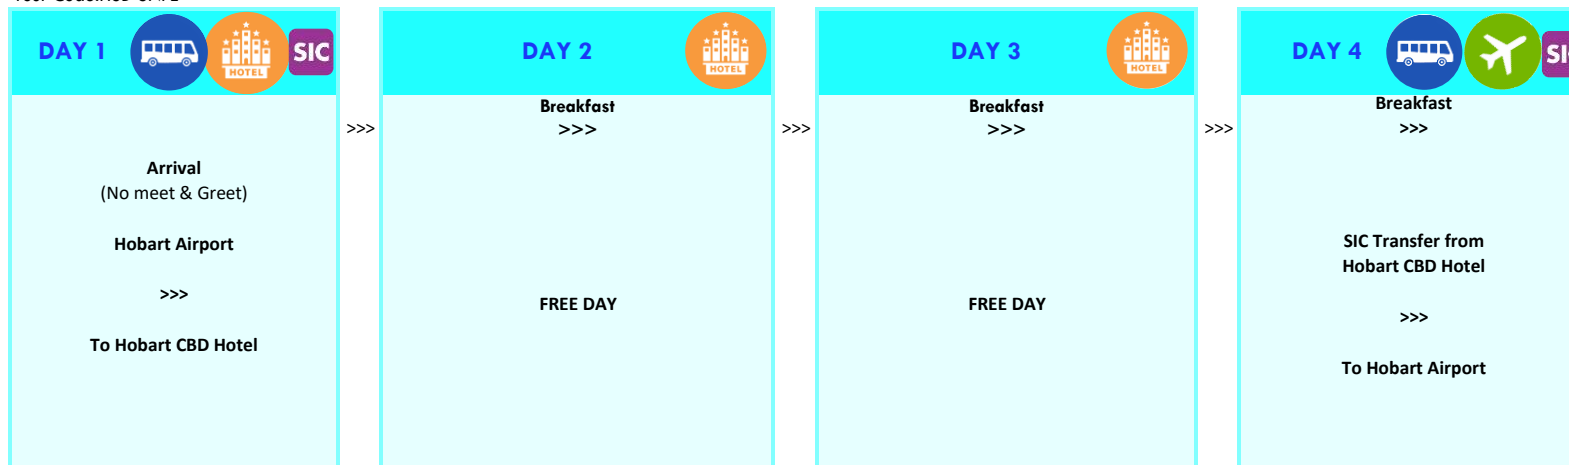 DAY 1
HOTEL
SIC
Arrival
(No meet & Greet)
Hobart Airport
>>>
To Hobart CBD Hotel
>>>
DAY 2
HOTEL
Breakfast
>>>
FREE DAY
>>>
DAY 3
HOTEL
Breakfast
>>>
FREE DAY
>>>
DAY 4
Breakfast
>>>
SIC Transfer from
Hobart CBD Hotel
>>>
To Hobart Airport